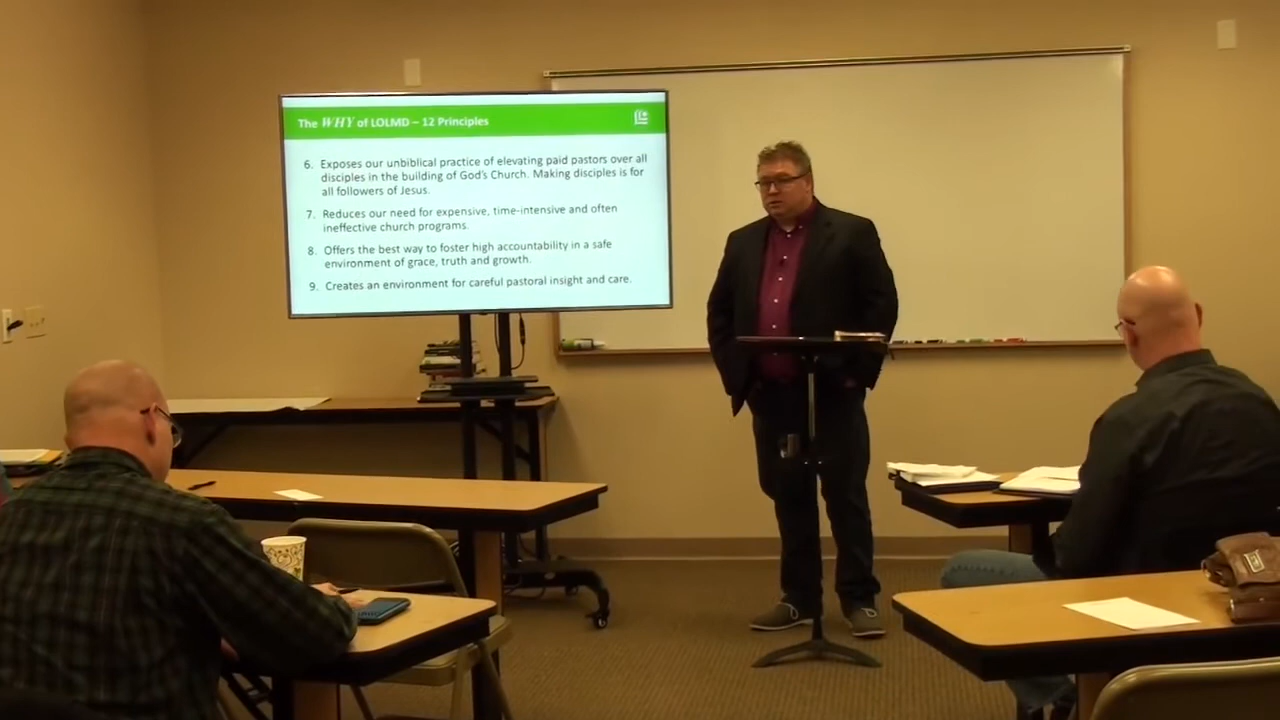 The WHY of LOLMD – 12 Principles
6. Exposes our unbiblical practice of elevating paid pastors over all
disciples in the building of God's Church. Making disciples is for
all followers of Jesus.
7. Reduces our need for expensive, time-intensive and often
ineffective church programs.
8. Offers the best way to foster high accountability in a safe
environment of grace, truth and growth.
9. Creates an environment for careful pastoral insight and care.